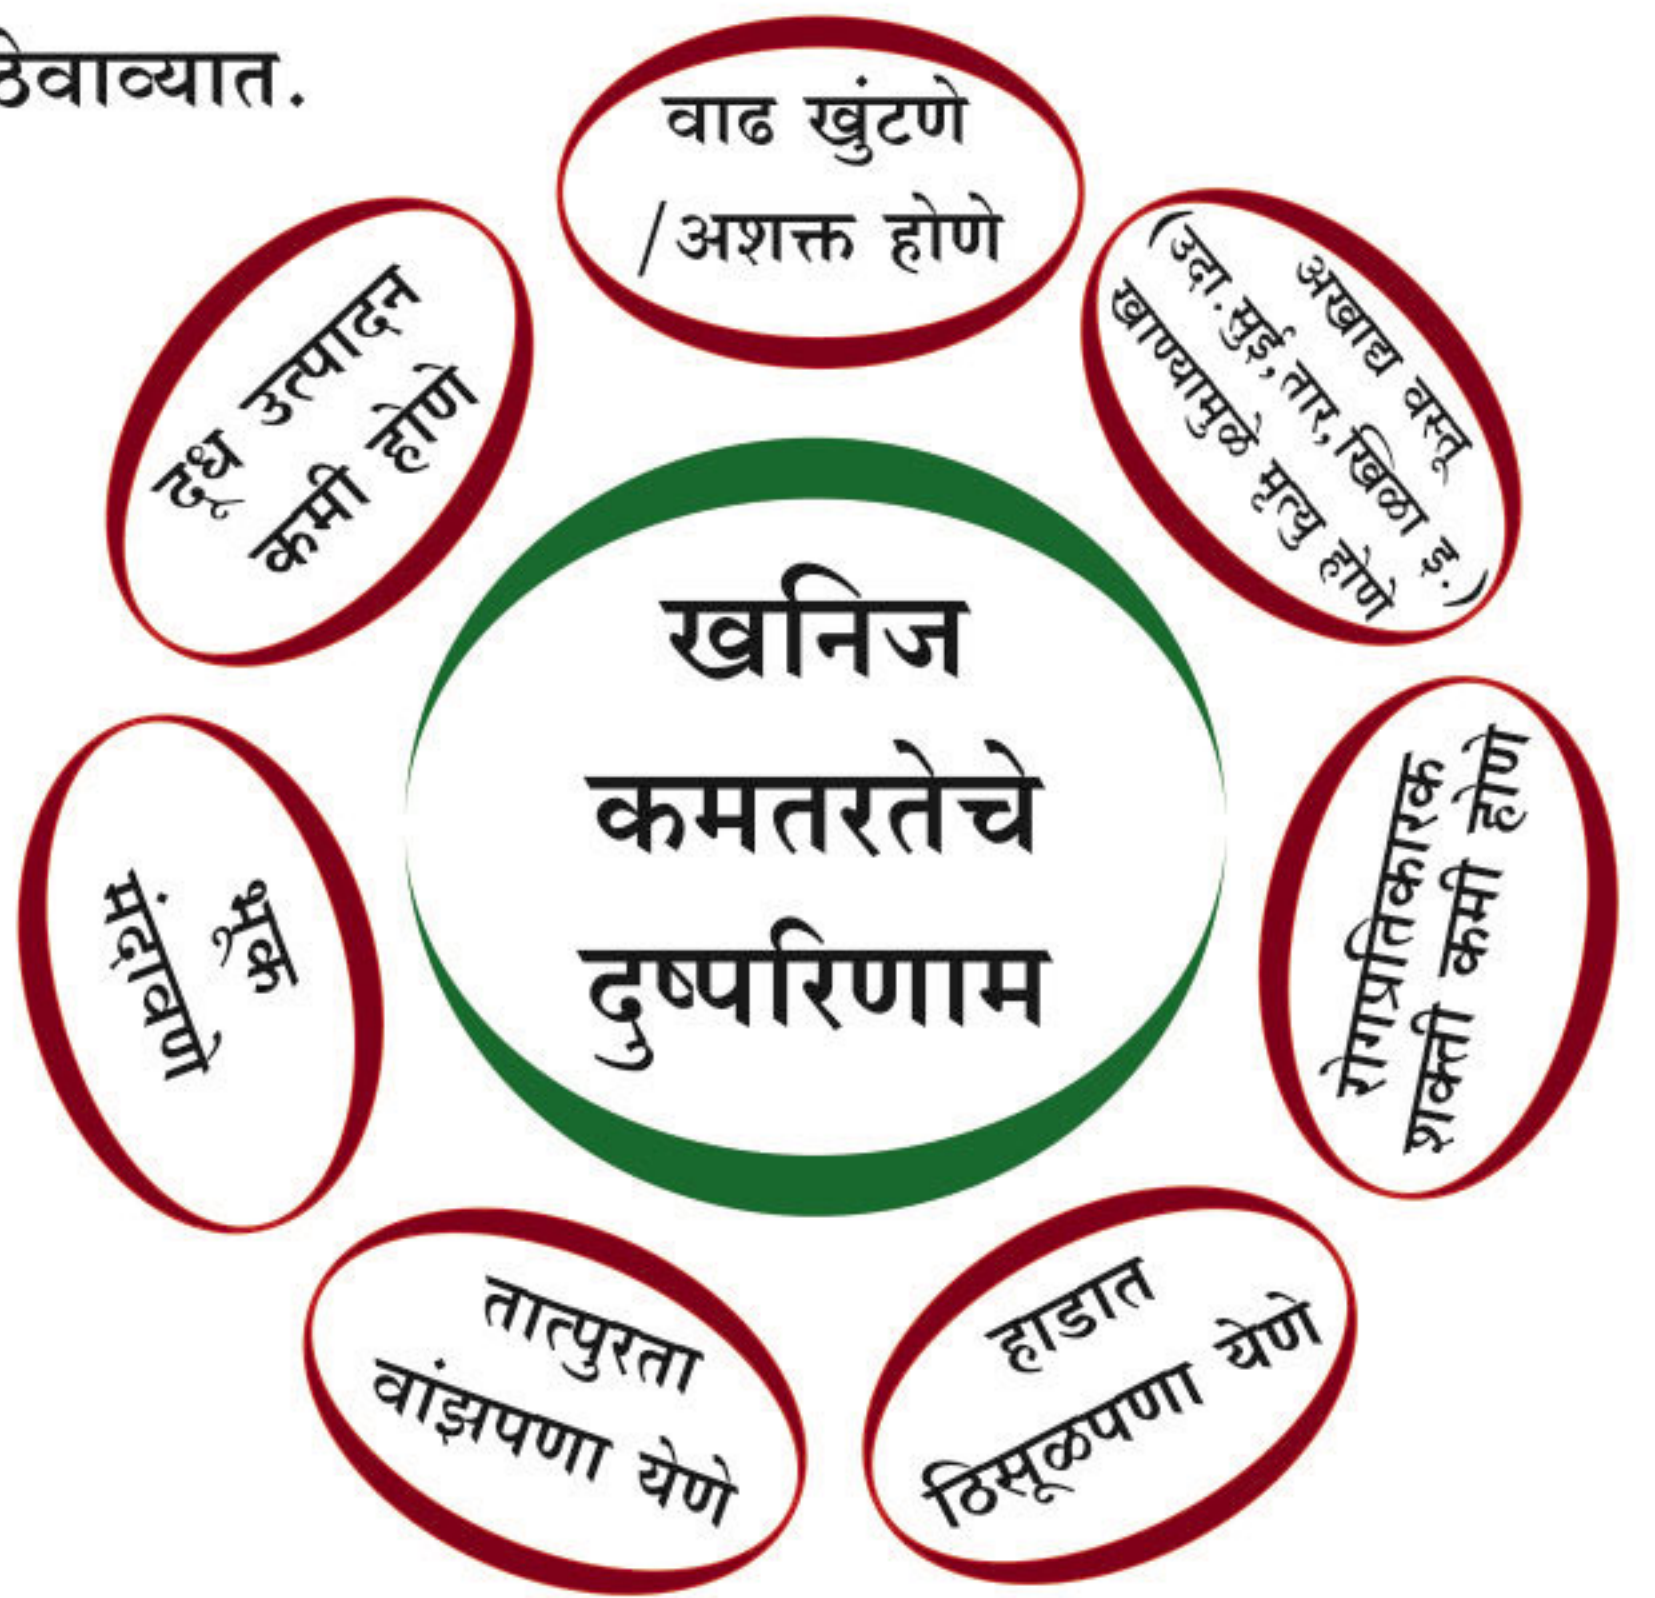 ठेवाव्यात.
वाढ खुंटणे
/अशक्त होणे
अखाद्य वस्तू
(उदा.सुई,तार,खिळा इ.)
खाण्यामुळे मृत्यु होणे
रोगप्रतिकारक
शक्ती कमी होणे
हाडात
ठिसूळपणा येणे
तात्पुरता
वांझपणा येणे
भूक
मंदावणे
दूध उत्पादन
कमी होणे
खनिज
कमतरतेचे
दुष्परिणाम